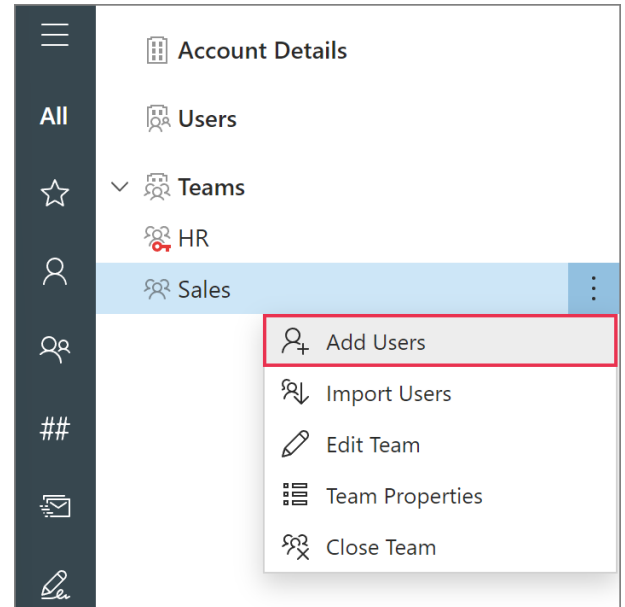 Account Details
All
Users
Teams
HR
Sales
Add Users
Import Users
##
Edit Team
Team Properties
Close Team